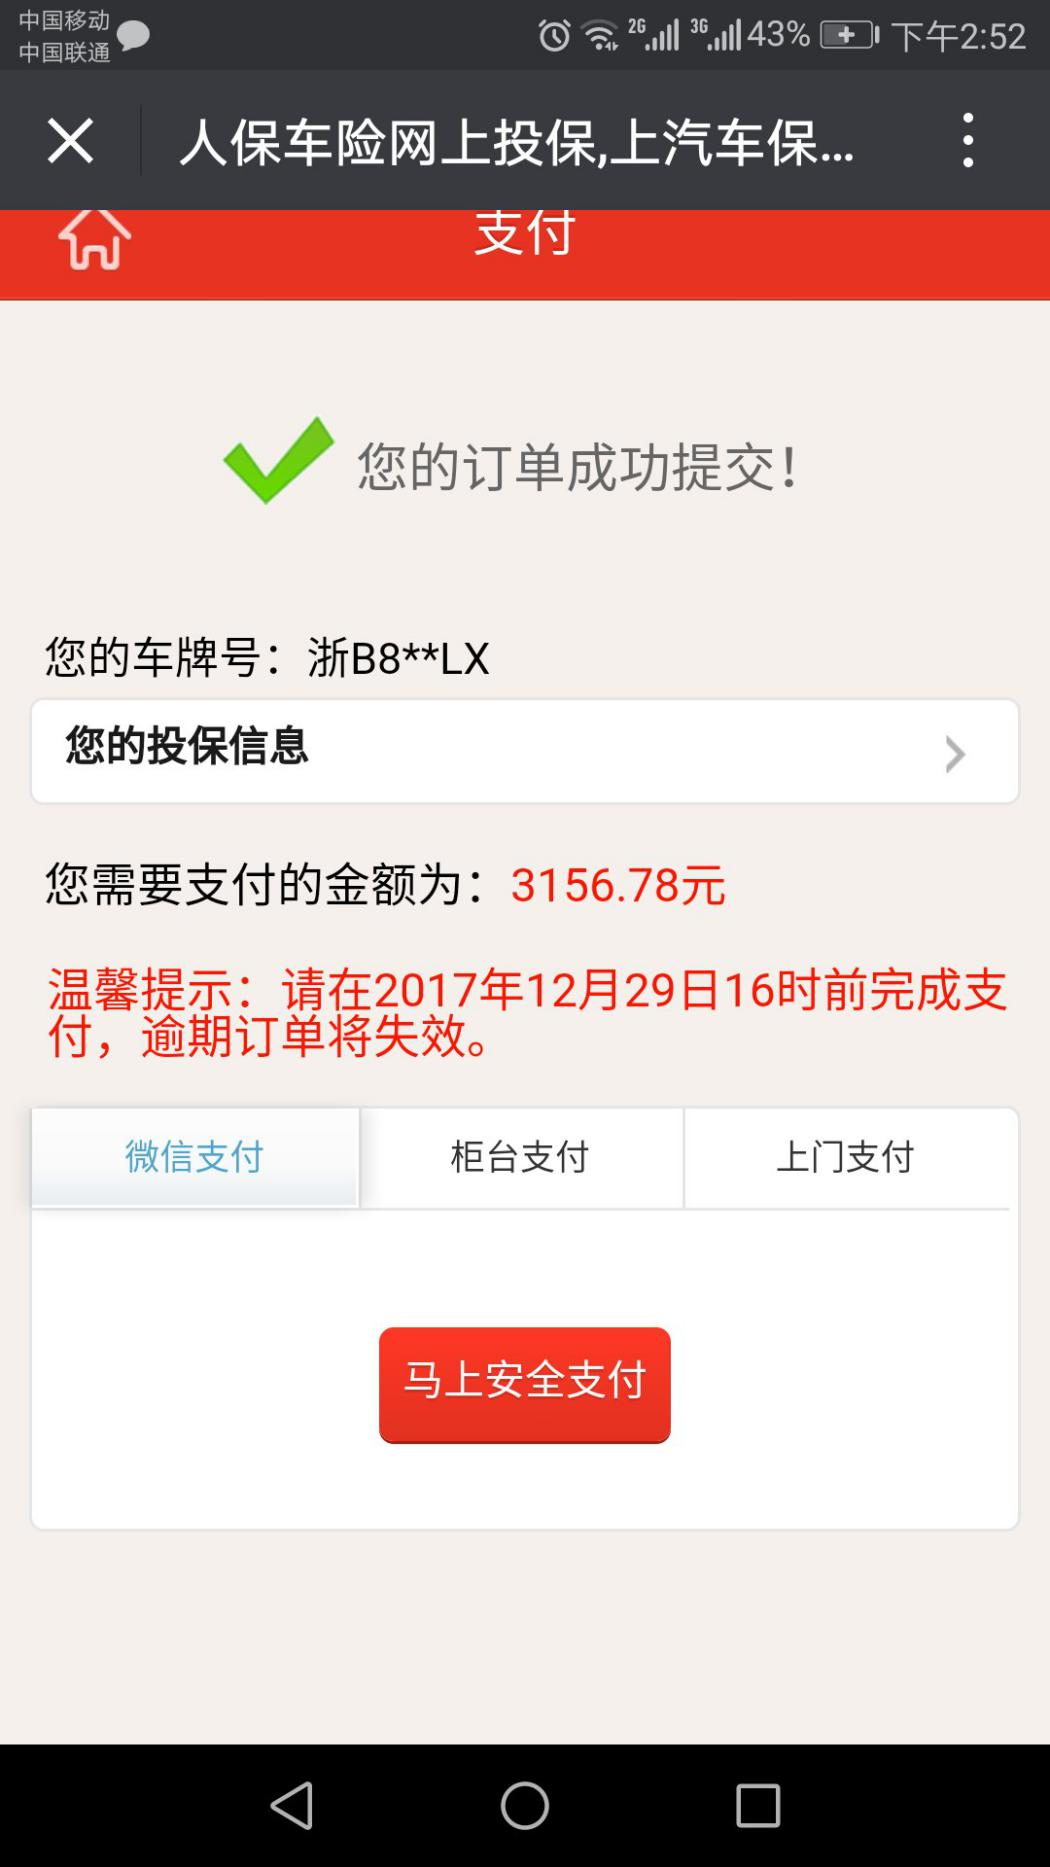 中国移动
中国联通
2G 3G 43% 下午2:52
人保车险网上投保,上汽车保...
支付
您的订单成功提交!
您的车牌号：浙B8**LX
您的投保信息
您需要支付的金额为：3156.78元
温馨提示：请在2017年12月29日16时前完成支
付，逾期订单将失效。
微信支付 柜台支付 上门支付
马上安全支付